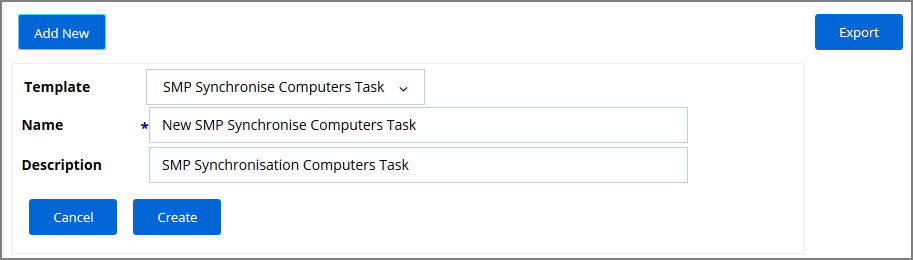 Add New
Export
Template SMP Synchronise Computers Task
Name * New SMP Synchronise Computers Task
Description SMP Synchronisation Computers Task
Cancel Create